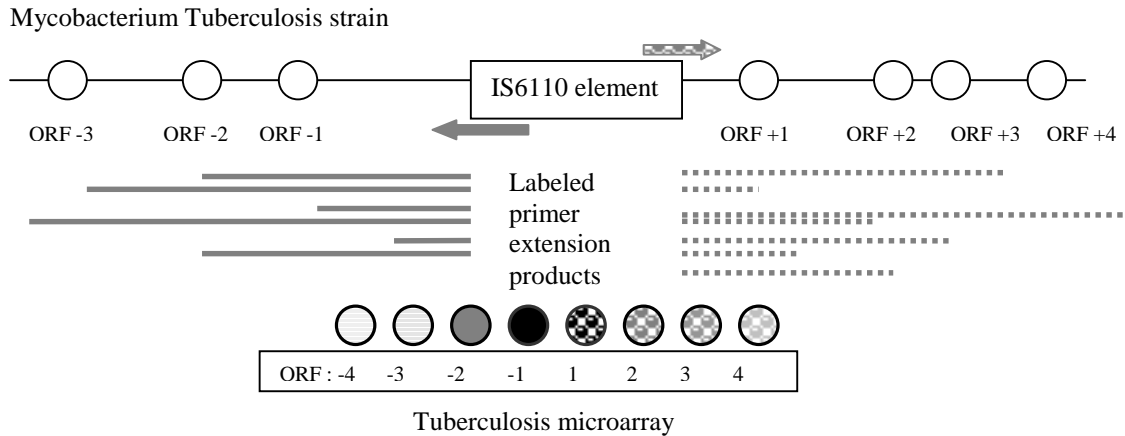 Mycobacterium Tuberculosis strain
IS6110 element
ORF -3 ORF -2 ORF -1 ORF +1 ORF +2 ORF +3 ORF +4
Labeled
primer
extension
products
ORF : -4 -3 -2 -1 1 2 3 4
Tuberculosis microarray